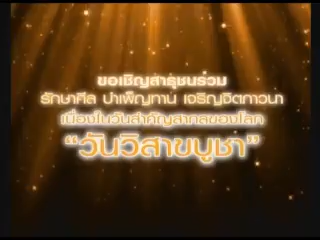 ขอเชิญสาธุชนร่วม
รักษาศีล บำเพ็ญทาน เจริญจิตภาวนา
เนื่องในวันสำคัญสากลของโลก
“วันวิสาขบูชา”